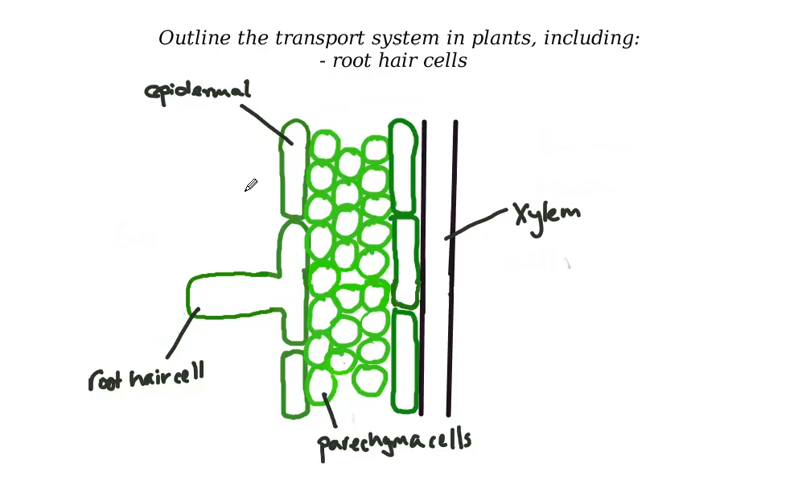 Outline the transport system in plants, including:
- root hair cells
epidermal
Xylem
root hair cell
parechyma cells